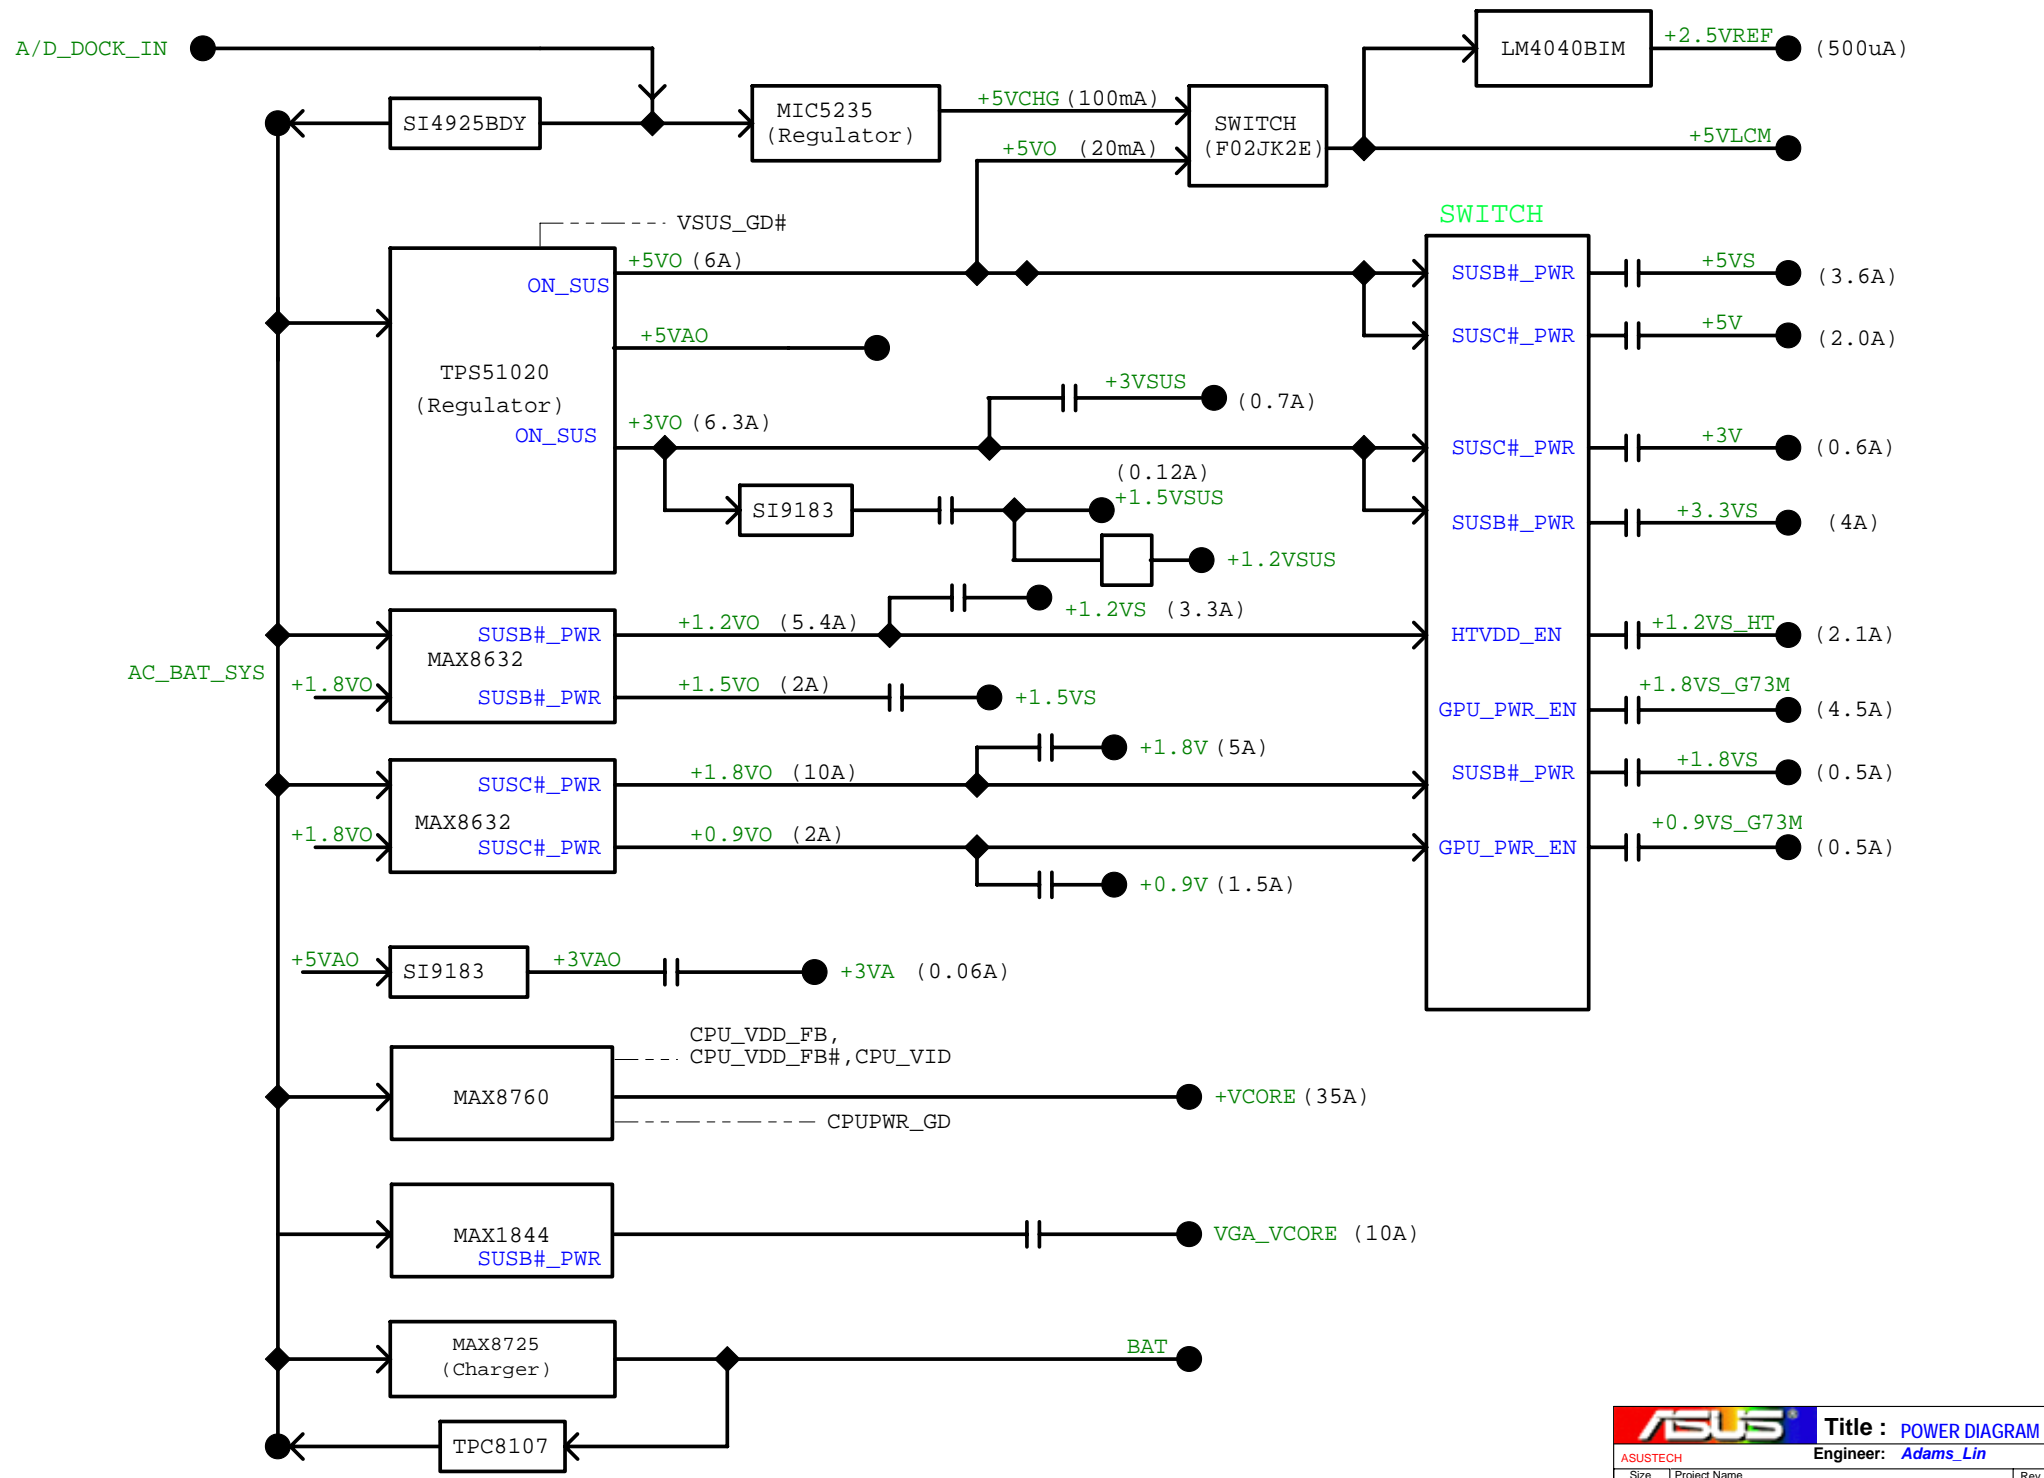 A/D_DOCK_IN
SI4925BDY
MIC5235
(Regulator)
+5VCHG (100mA)
+5VO (20mA)
SWITCH
(F02JK2E)
LM4040BIM
+2.5VREF
(500uA)
+5VLCM
VSUS_GD#
TPS51020
(Regulator)
ON_SUS
ON_SUS
+5VO (6A)
+5VAO
+3VO (6.3A)
+3VSUS
(0.7A)
SI9183
(0.12A)
+1.5VSUS
+1.2VSUS
SWITCH
SUSB#_PWR
+5VS
(3.6A)
SUSC#_PWR
+5V
(2.0A)
SUSC#_PWR
+3V
(0.6A)
SUSB#_PWR
+3.3VS
(4A)
HTVDD_EN
+1.2VS_HT
(2.1A)
GPU_PWR_EN
+1.8VS_G73M
(4.5A)
SUSB#_PWR
+1.8VS
(0.5A)
GPU_PWR_EN
+0.9VS_G73M
(0.5A)
AC_BAT_SYS
+1.8VO
SUSB#_PWR
MAX8632
SUSB#_PWR
+1.2VO (5.4A)
+1.2VS (3.3A)
+1.5VO (2A)
+1.5VS
+1.8VO
SUSC#_PWR
MAX8632
SUSC#_PWR
+1.8VO (10A)
+1.8V (5A)
+0.9VO (2A)
+0.9V (1.5A)
+5VAO
SI9183
+3VAO
+3VA (0.06A)
MAX8760
CPU_VDD_FB,
CPU_VDD_FB#,CPU_VID
+VCORE (35A)
CPUPWR_GD
MAX1844
SUSB#_PWR
VGA_VCORE (10A)
MAX8725
(Charger)
BAT
TPC8107
ASUS®
Title : POWER DIAGRAM
ASUSTECH
Engineer: Adams_Lin
Size Project Name Rev